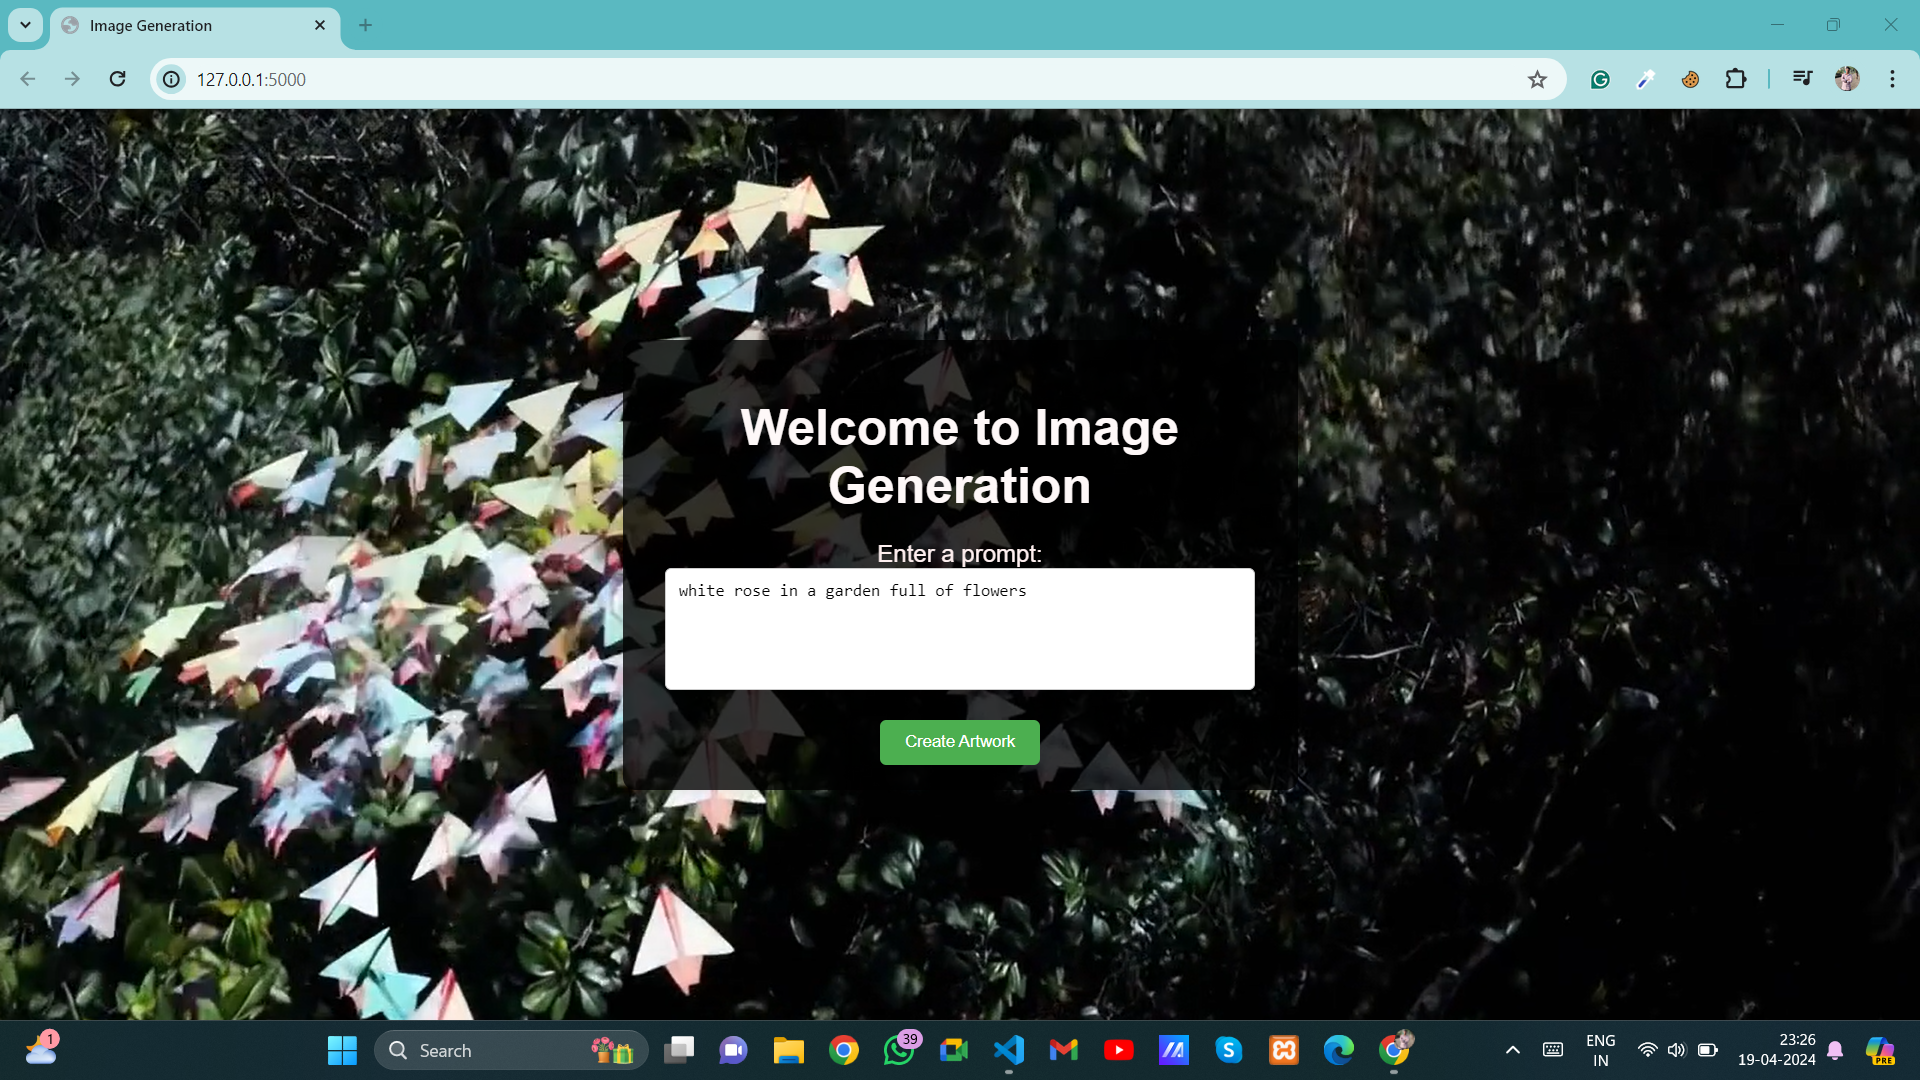 Image Generation
127.0.0.1:5000
Welcome to Image
Generation
Enter a prompt:
white rose in a garden full of flowers
Create Artwork
1
Search
39
ENG
IN
23:26
19-04-2024
PRE